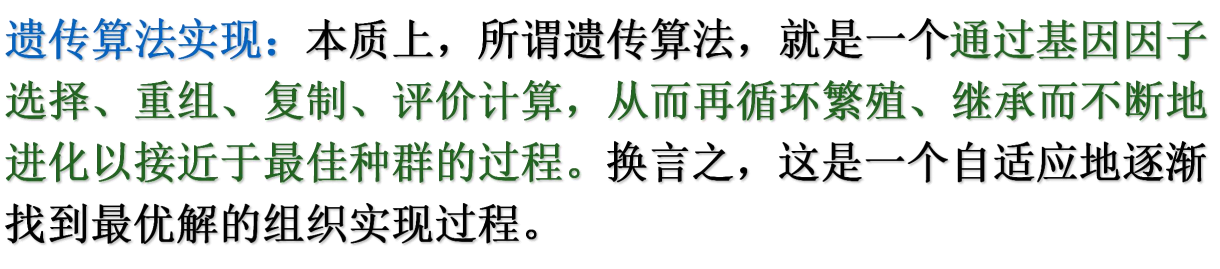 遗传算法实现：本质上，所谓遗传算法，就是一个通过基因因子
选择、重组、复制、评价计算，从而再循环繁殖、继承而不断地
进化以接近于最佳种群的过程。换言之，这是一个自适应地逐渐
找到最优解的组织实现过程。